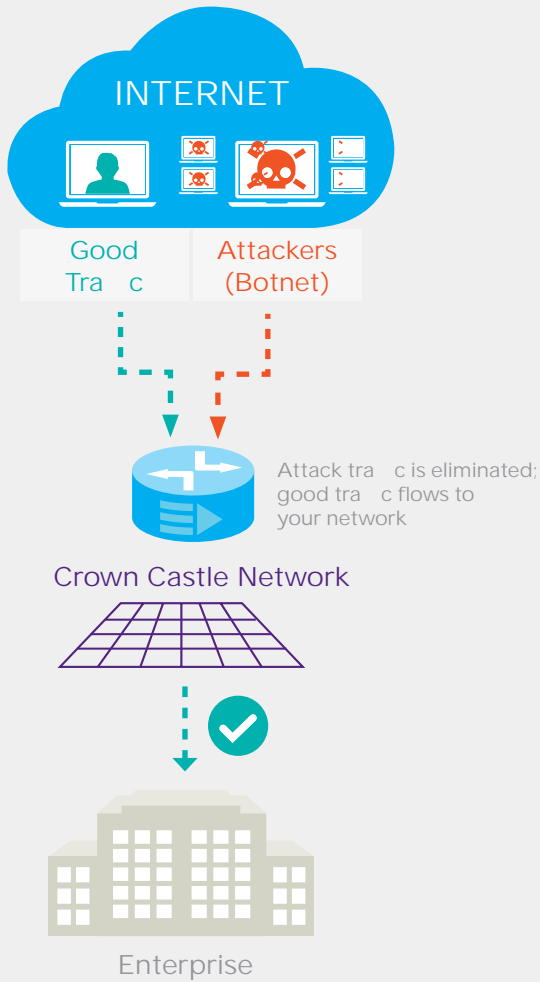 INTERNET
Good
Tra c
Attackers
(Botnet)
Attack tra c is eliminated;
good tra c flows to
your network
Crown Castle Network
Enterprise